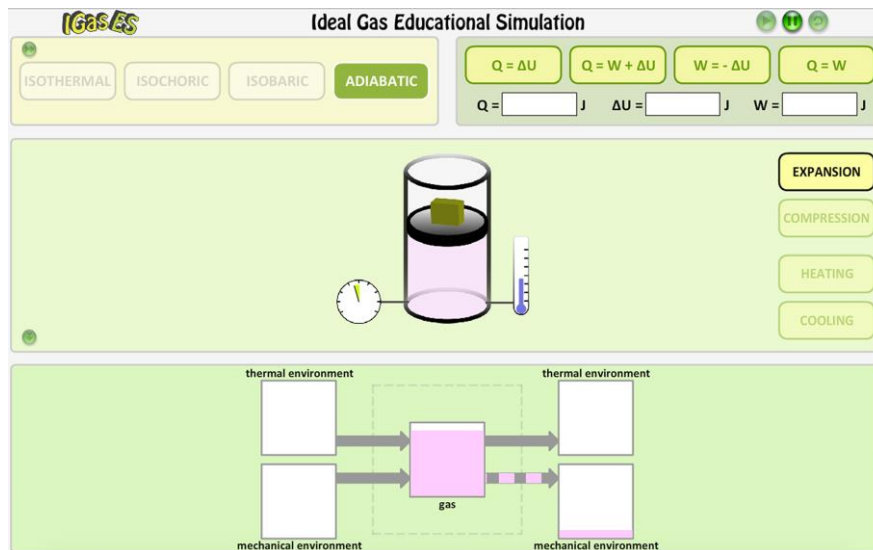 IGasES
Ideal Gas Educational Simulation
ISOTHERMAL
ISOCHORIC
ISOBARIC
ADIABATIC
Q = ΔU
Q = W + ΔU
W = - ΔU
Q = W
Q = J ΔU = J W = J
EXPANSION
COMPRESSION
HEATING
COOLING
thermal environment
thermal environment
gas
mechanical environment
mechanical environment